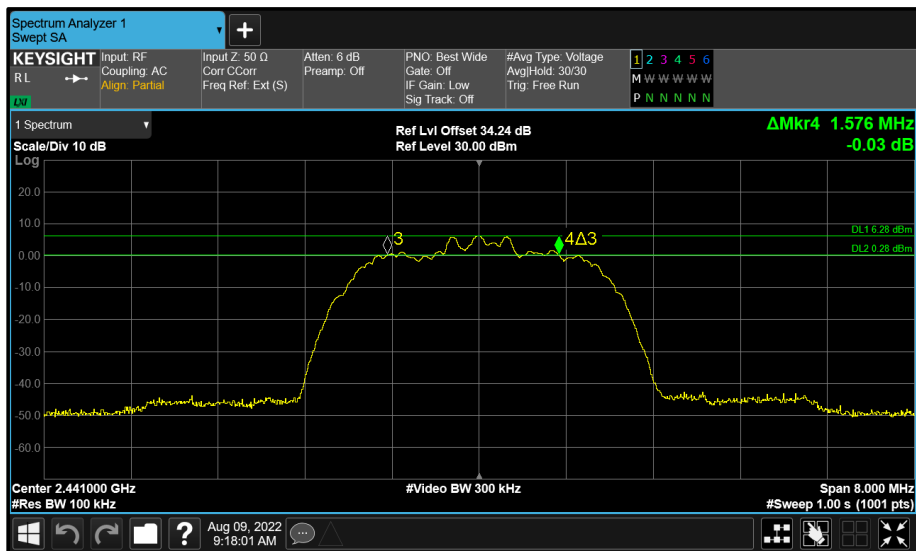 Spectrum Analyzer 1
Swept SA
+
KEYSIGHT
R L
LXI
Input: RF
Coupling: AC
Align: Partial
Input Z: 50 Ω
Corr CCorr
Freq Ref: Ext (S)
Atten: 6 dB
Preamp: Off
PNO: Best Wide
Gate: Off
IF Gain: Low
Sig Track: Off
#Avg Type: Voltage
Avg|Hold: 30/30
Trig: Free Run
1 2 3 4 5 6
M W W W W W
P N N N N N
1 Spectrum
Scale/Div 10 dB
Ref Lvl Offset 34.24 dB
Ref Level 30.00 dBm
ΔMkr4 1.576 MHz
-0.03 dB
Log
20.0
10.0
0.00
-10.0
-20.0
-30.0
-40.0
-50.0
-60.0
3
4Δ3
DL1 6.28 dBm
DL2 0.28 dBm
Center 2.441000 GHz
#Res BW 100 kHz
#Video BW 300 kHz
Span 8.000 MHz
#Sweep 1.00 s (1001 pts)
?
Aug 09, 2022
9:18:01 AM